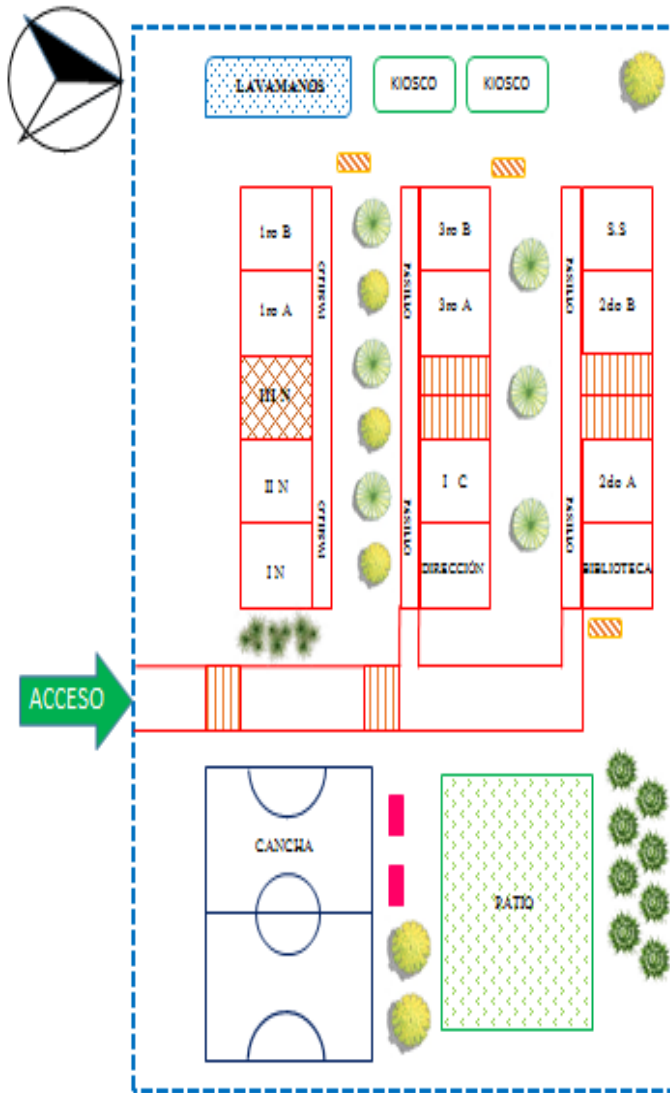 LAVAMANOS
KIOSCO
KIOSCO
1ro B
3ro B
S.S
PASILLO
PASILLO
1ro A
3ro A
2do B
III N
II N
I C
2do A
PASILLO
PASILLO
I N
DIRECCIÓN
BIBLIOTECA
ACCESO
CANCHA
PATIO